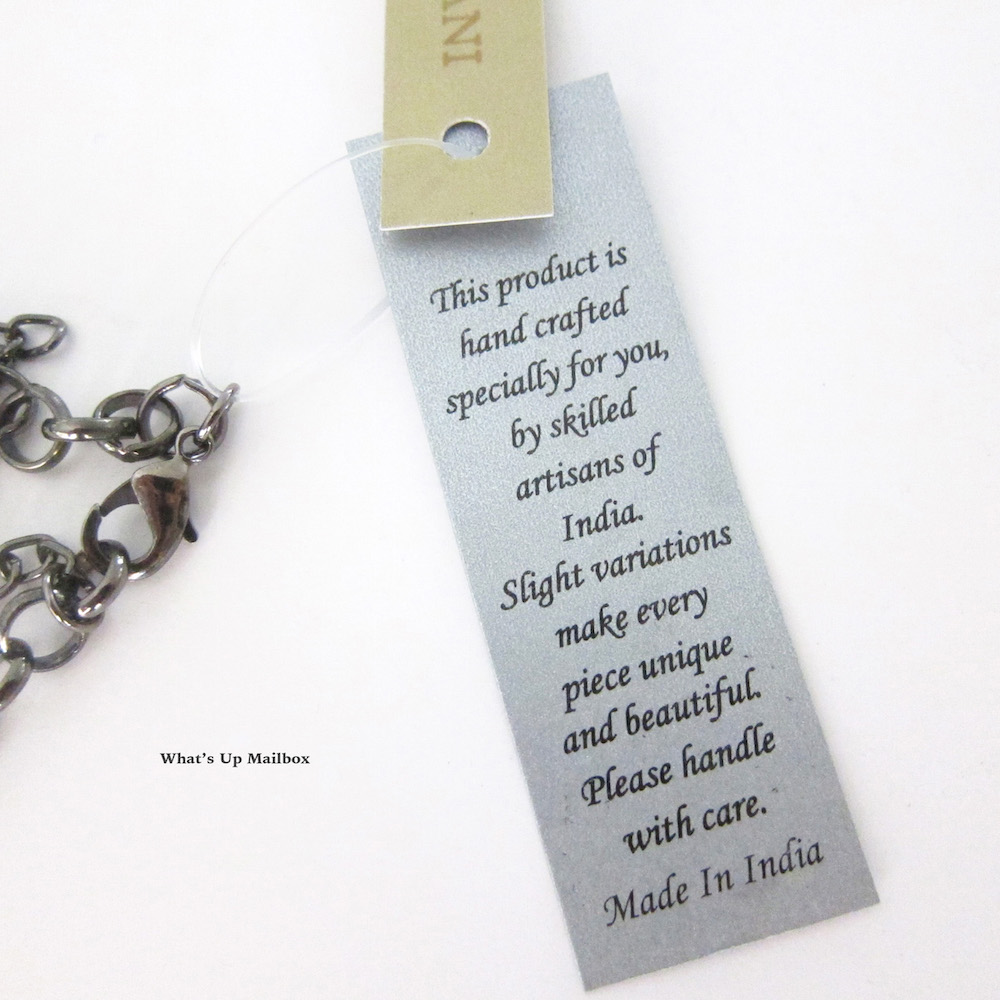 This product is
hand crafted
specially for you,
by skilled
artisans of
India.
Slight variations
make every
piece unique
and beautiful.
Please handle
with care.
Made In India
What's Up Mailbox